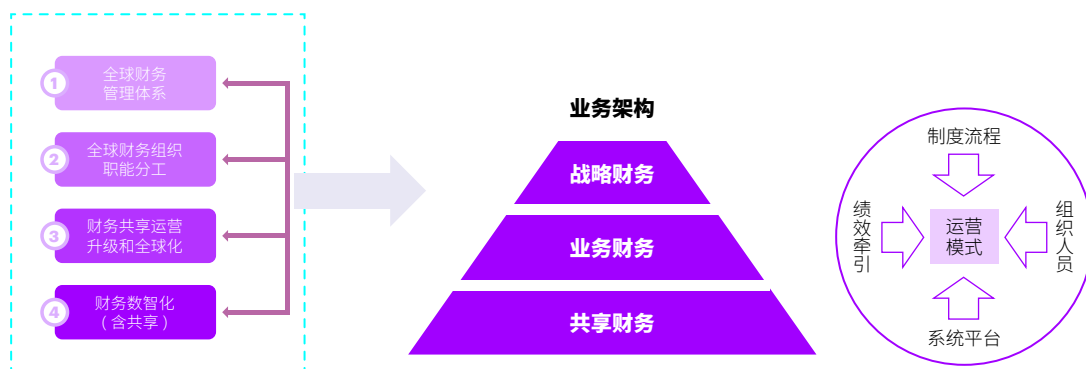 1
全球财务
管理体系
2
全球财务组织
职能分工
3
财务共享运营
升级和全球化
4
财务数智化
（含共享）
业务架构
战略财务
业务财务
共享财务
制度流程
绩效牵引
运营
模式
组织人员
系统平台